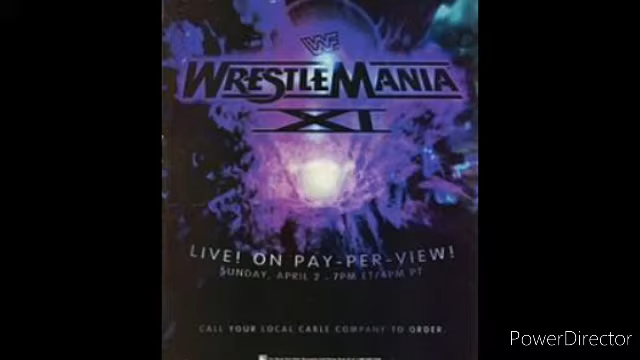 WF
WRESTLEMANIA
XI
LIVE! ON PAY-PER-VIEW!
SUNDAY, APRIL 2 - 7PM ET/4PM PT
CALL YOUR LOCAL CABLE COMPANY TO ORDER.
PowerDirector